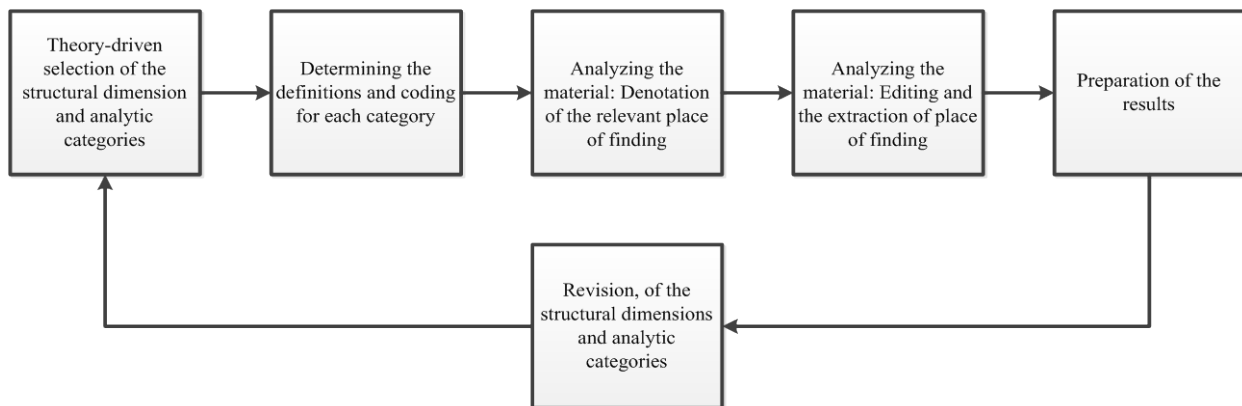 Theory-driven
selection of the
structural dimension
and analytic
categories
Determining the
definitions and coding
for each category
Analyzing the
material: Denotation
of the relevant place
of finding
Analyzing the
material: Editing and
the extraction of place
of finding
Preparation of the
results
Revision, of the
structural dimensions
and analytic
categories